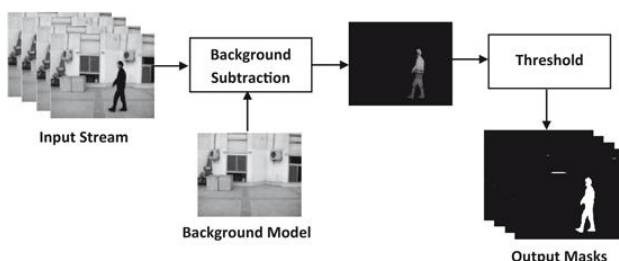 Background
Subtraction
Threshold
Input Stream
Background Model
Output Masks